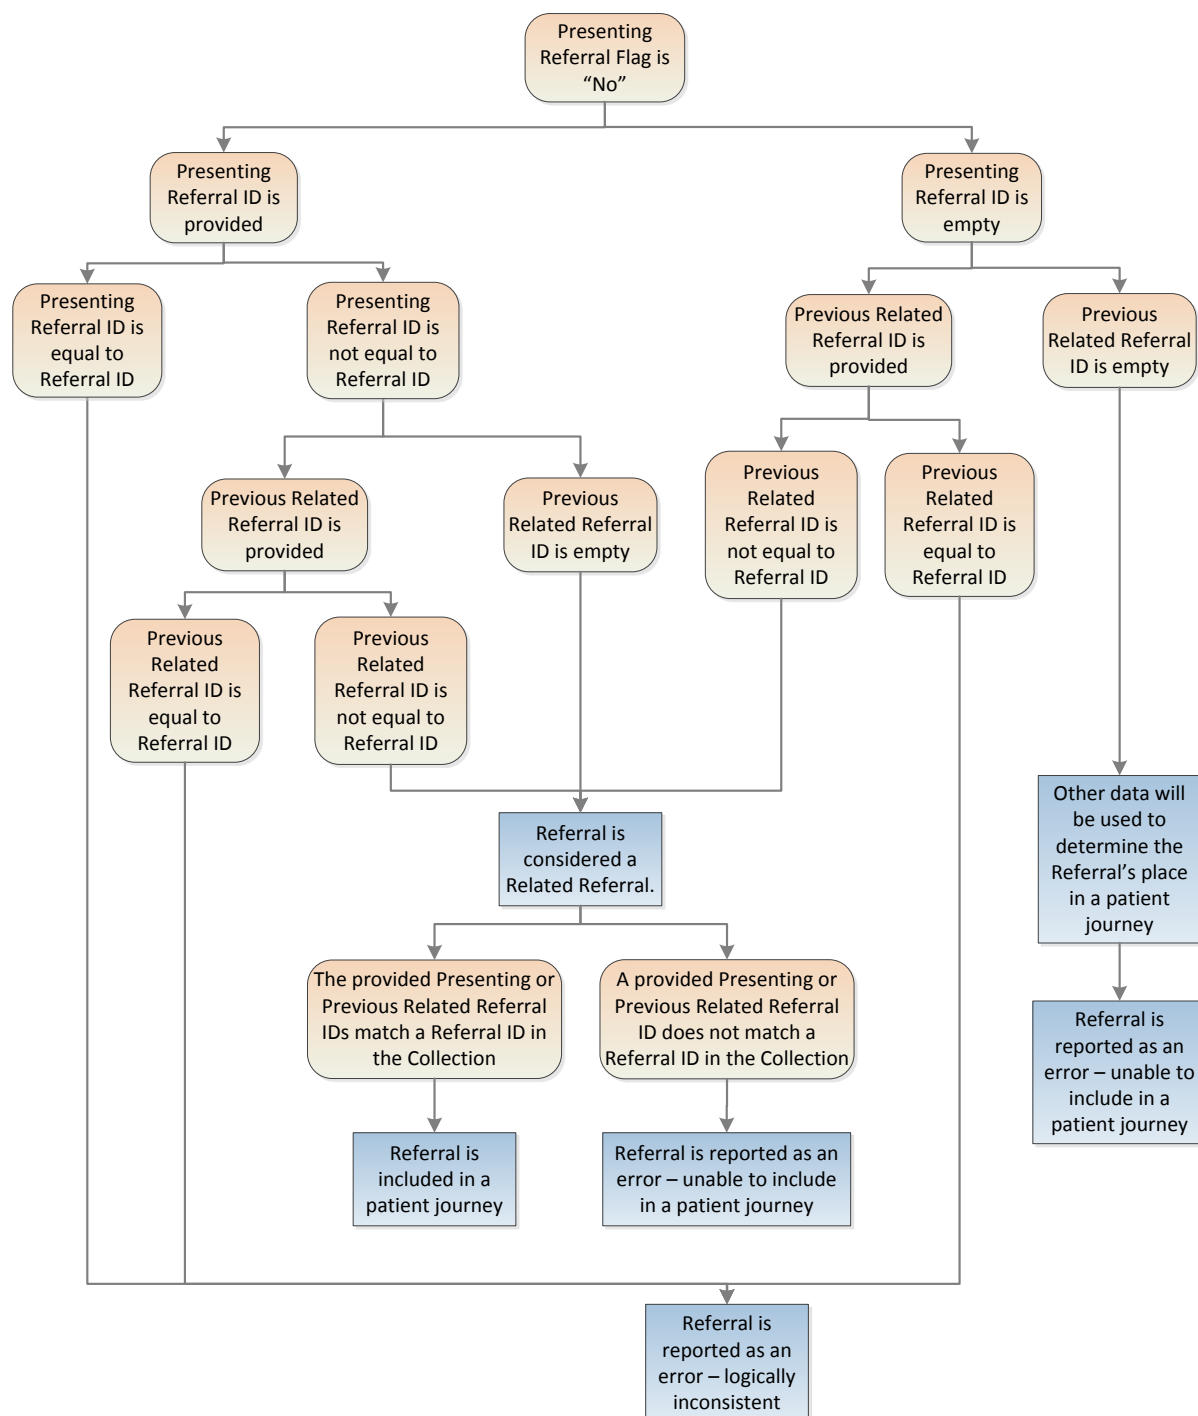 Presenting
Referral Flag is
“No”
Presenting
Referral ID is
provided
Presenting
Referral ID is
empty
Presenting
Referral ID is
equal to
Referral ID
Presenting
Referral ID is
not equal to
Referral ID
Previous Related
Referral ID is
provided
Previous
Related Referral
ID is empty
Previous Related
Referral ID is
provided
Previous
Related Referral
ID is empty
Previous
Related
Referral ID is
not equal to
Referral ID
Previous
Related
Referral ID is
equal to
Referral ID
Previous
Related
Referral ID is
equal to
Referral ID
Previous
Related
Referral ID is
not equal to
Referral ID
Referral is
considered a
Related Referral.
Other data will
be used to
determine the
Referral’s place
in a patient
journey
The provided Presenting or
Previous Related Referral
IDs match a Referral ID in
the Collection
A provided Presenting or
Previous Related Referral
ID does not match a
Referral ID in the Collection
Referral is
reported as an
error – unable to
include in a
patient journey
Referral is
included in a
patient journey
Referral is reported as an
error – unable to include
in a patient journey
Referral is
reported as an
error – logically
inconsistent